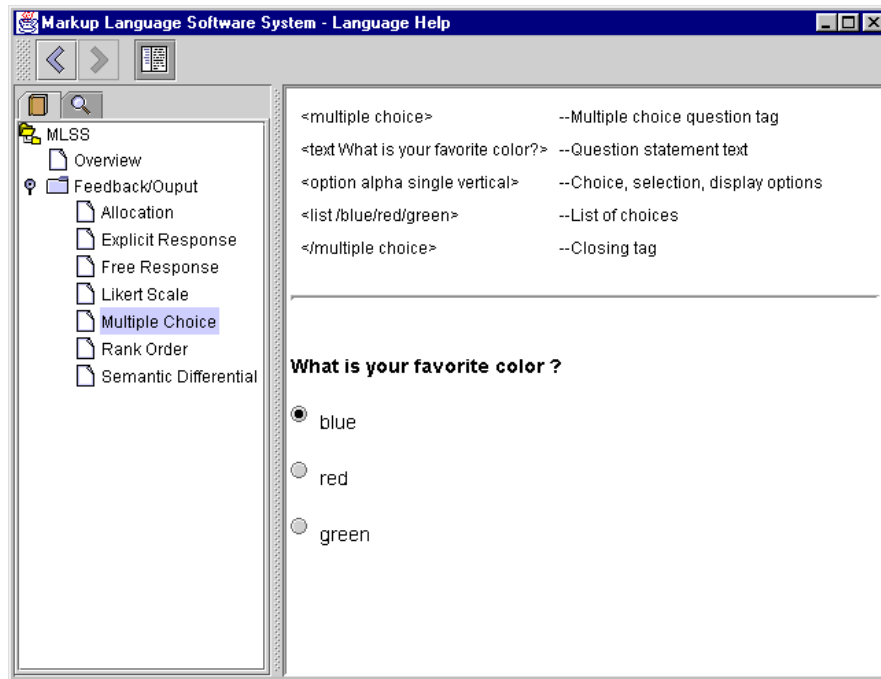 Markup Language Software System - Language Help
MLSS
Overview
Feedback/Ouput
Allocation
Explicit Response
Free Response
Likert Scale
Multiple Choice
Rank Order
Semantic Differential
<multiple choice> --Multiple choice question tag
<text What is your favorite color?> --Question statement text
<option alpha single vertical> --Choice, selection, display options
<list /blue/red/green> --List of choices
</multiple choice> --Closing tag
What is your favorite color ?
blue
red
green